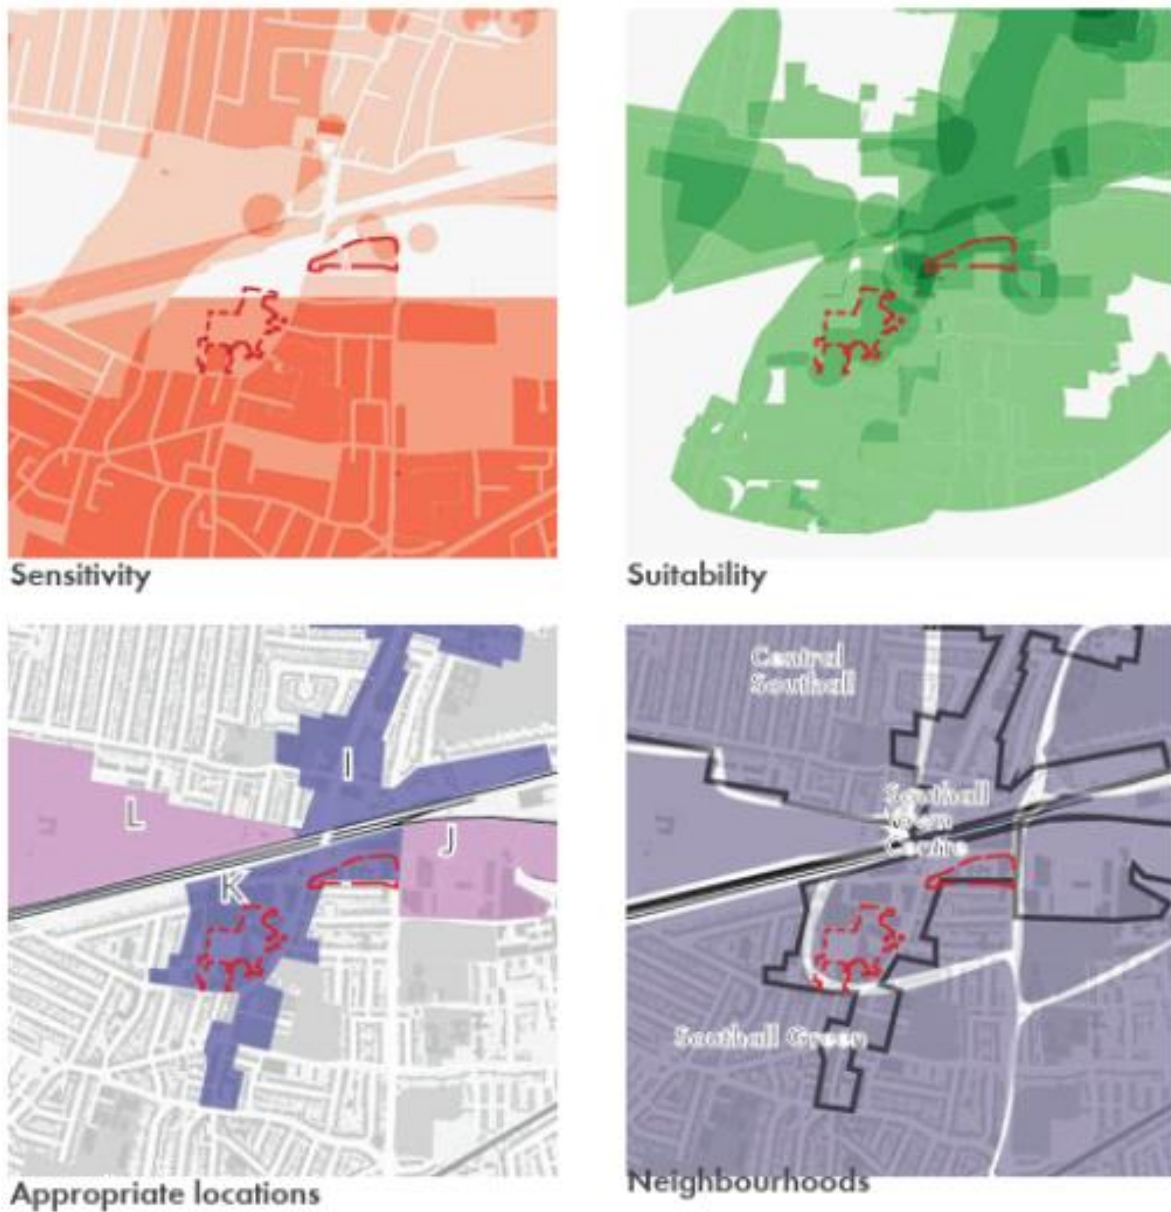 Sensitivity
Suitability
I
L
J
K
Appropriate locations
Central
Southall
Southall
Town
Centre
Southall Green
Neighbourhoods